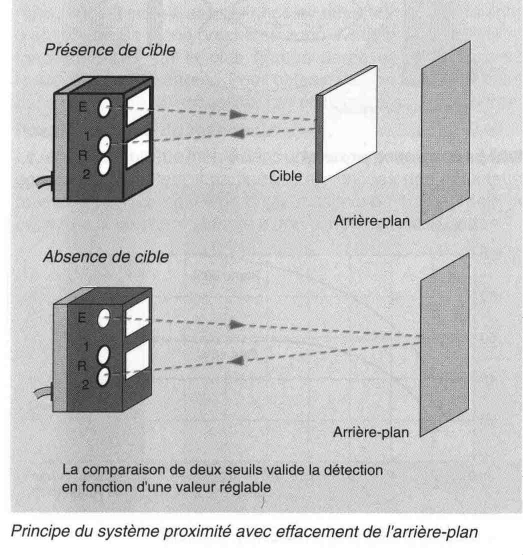 Présence de cible
E
1
R
2
Cible
Arrière-plan
Absence de cible
E
1
R
2
Arrière-plan
La comparaison de deux seuils valide la détection
en fonction d'une valeur réglable
Principe du système proximité avec effacement de l'arrière-plan